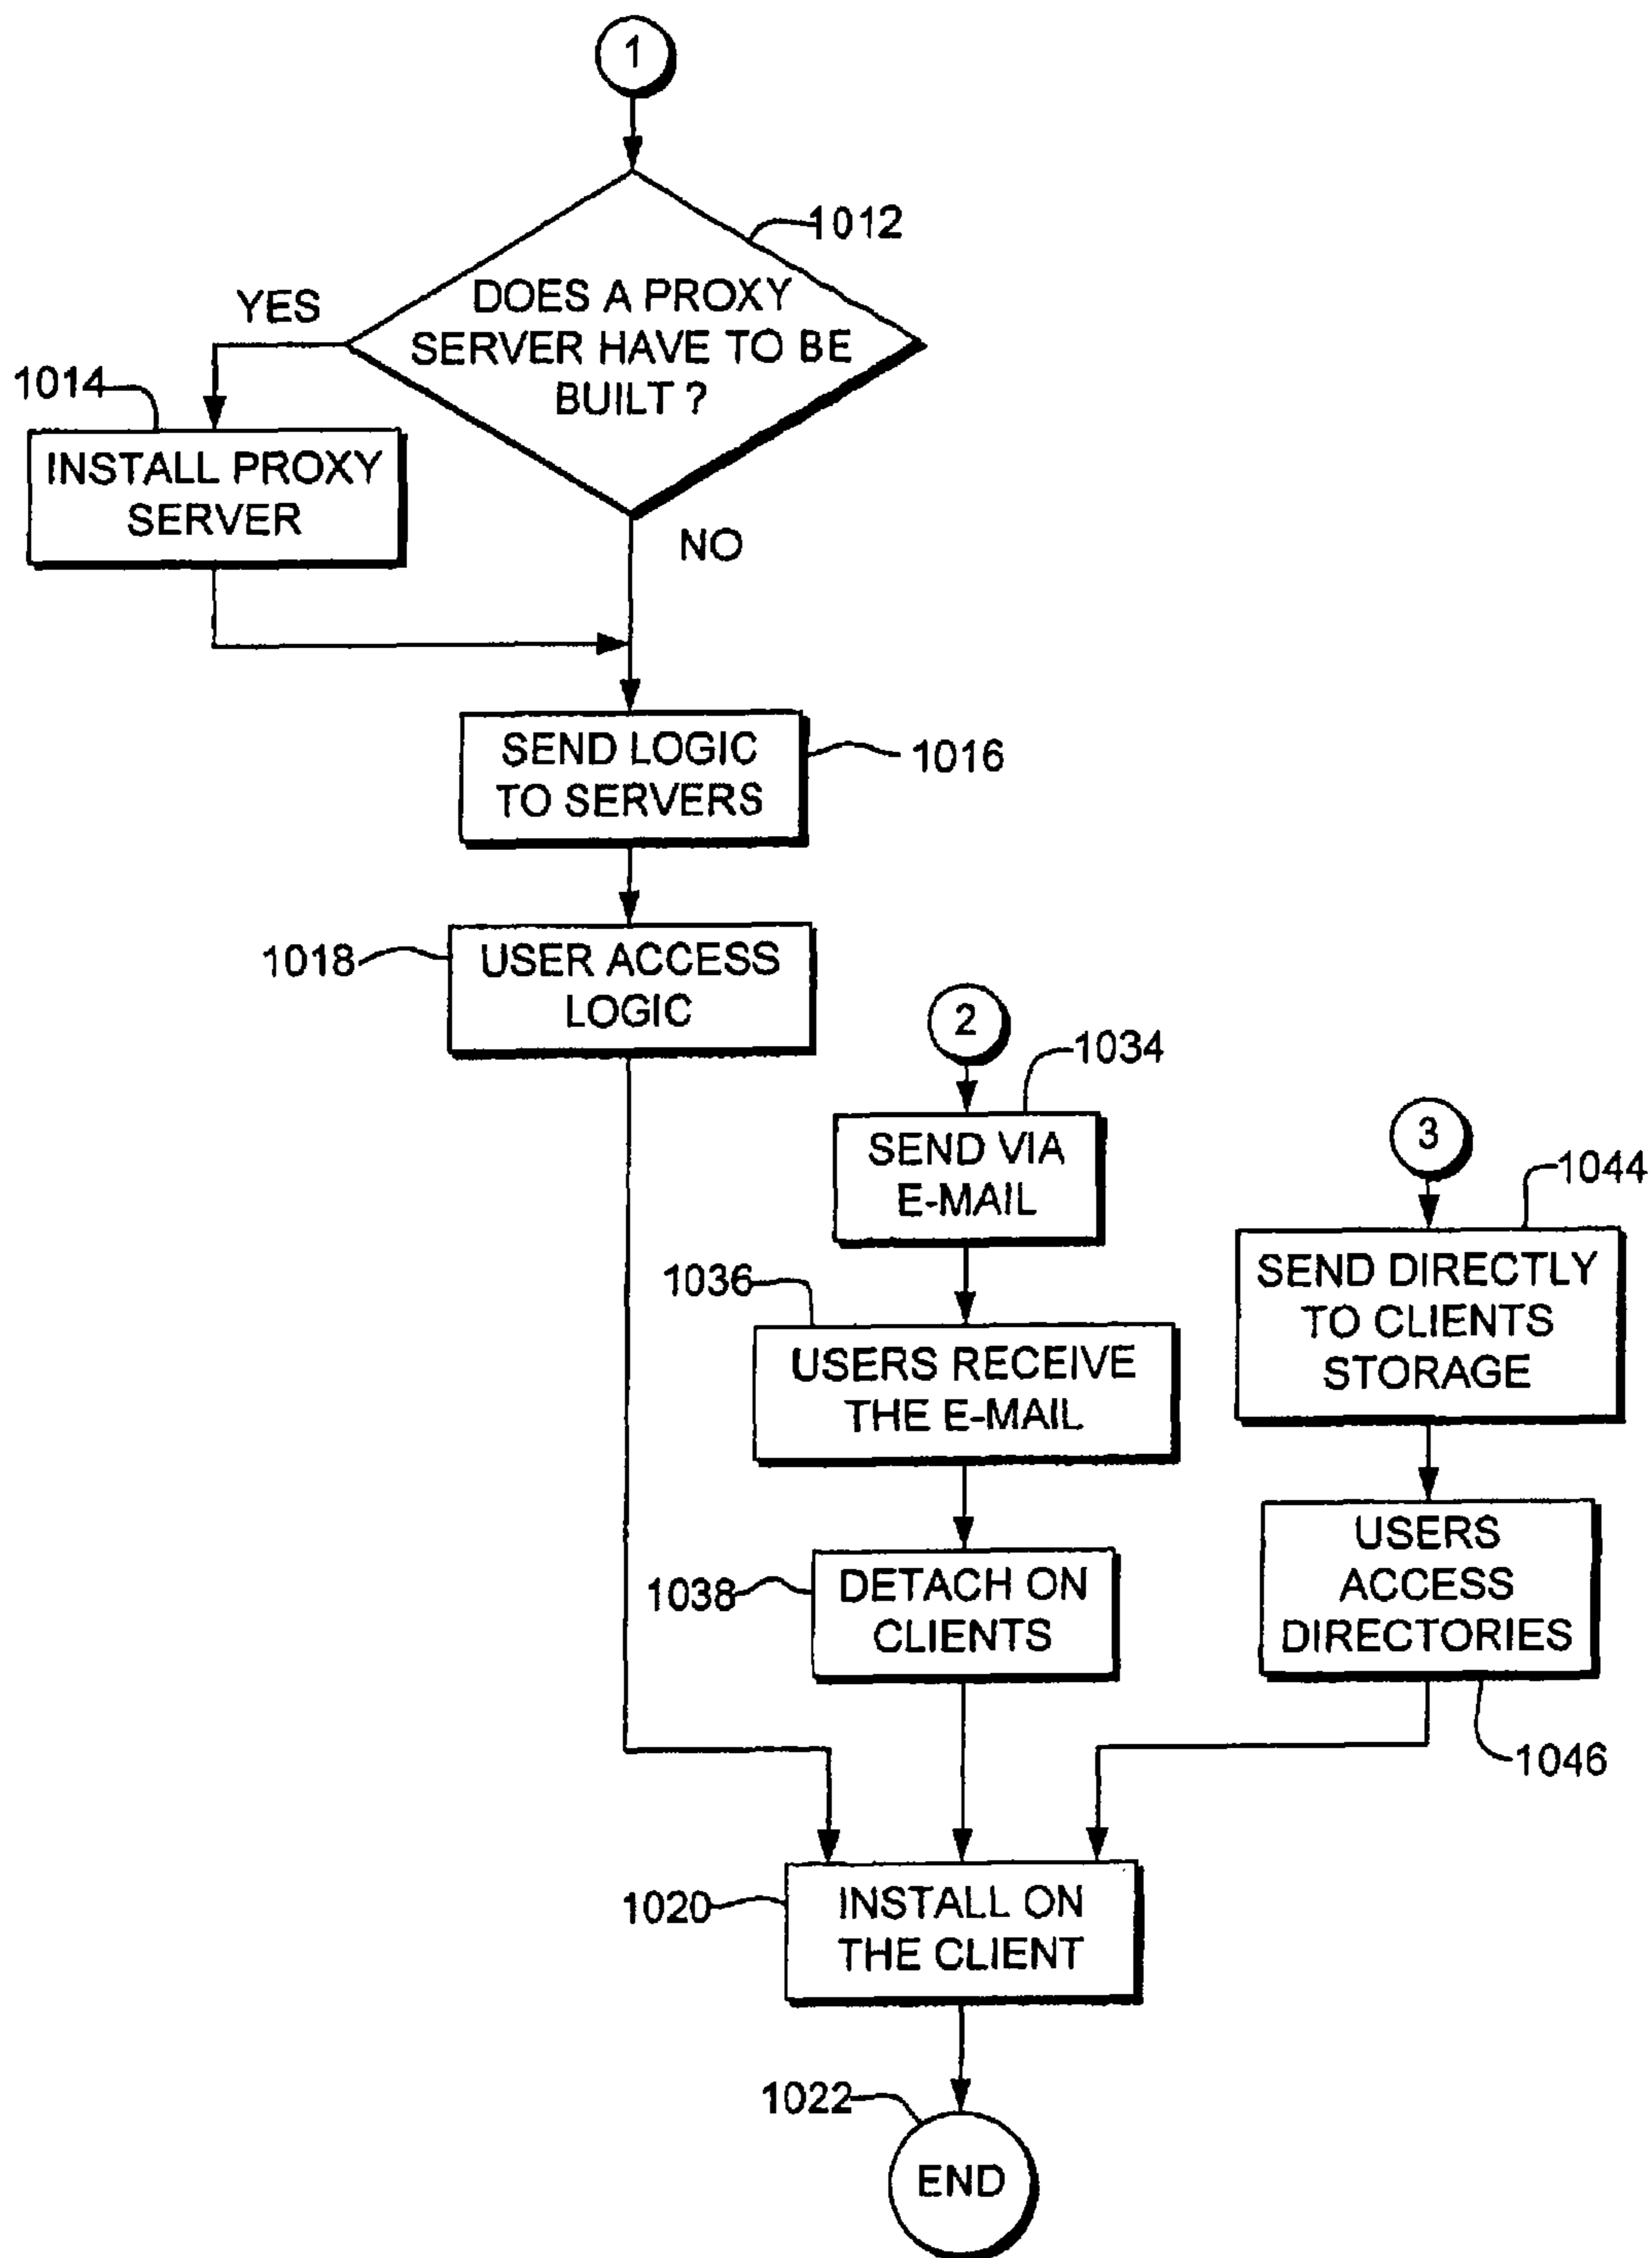 1
1012
DOES A PROXY
SERVER HAVE TO BE
BUILT ?
YES
1014
INSTALL PROXY
SERVER
NO
SEND LOGIC
TO SERVERS
1016
1018
USER ACCESS
LOGIC
2
1034
SEND VIA
E-MAIL
3
1044
SEND DIRECTLY
TO CLIENTS
STORAGE
1036
USERS RECEIVE
THE E-MAIL
1038
DETACH ON
CLIENTS
USERS
ACCESS
DIRECTORIES
1046
1020
INSTALL ON
THE CLIENT
1022
END